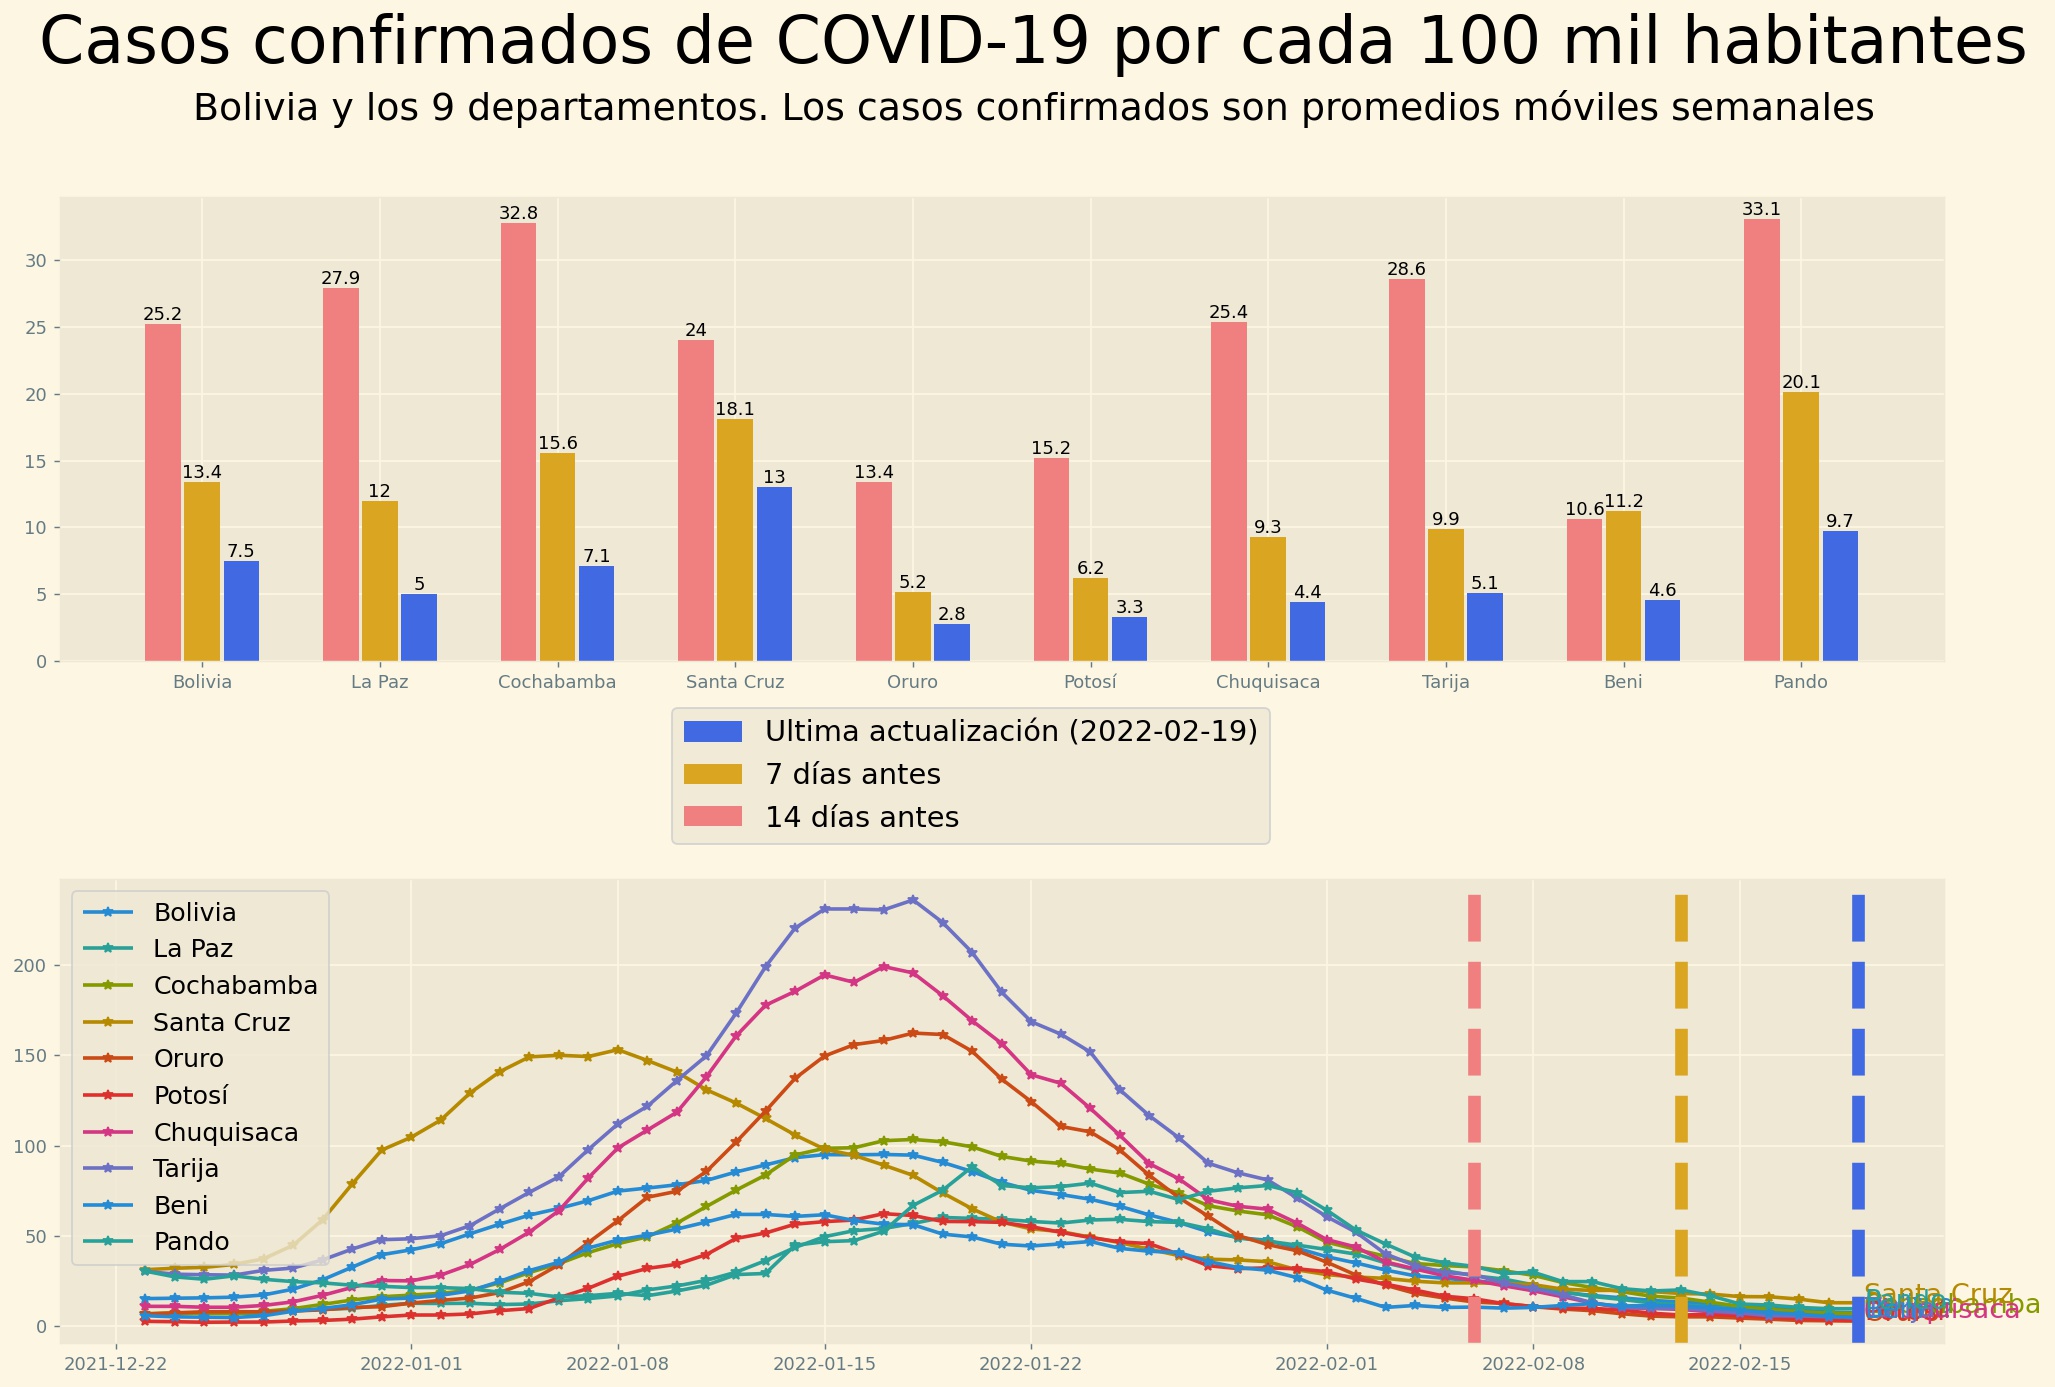 Casos confirmados de COVID-19 por cada 100 mil habitantes
Bolivia y los 9 departamentos. Los casos confirmados son promedios móviles semanales
30
25
20
15
10
5
0
25.2 13.4 7.5
27.9 12 5
32.8 15.6 7.1
24 18.1 13
13.4 5.2 2.8
15.2 6.2 3.3
25.4 9.3 4.4
28.6 9.9 5.1
10.6 11.2 4.6
33.1 20.1 9.7
Bolivia La Paz Cochabamba Santa Cruz Oruro Potosí Chuquisaca Tarija Beni Pando
Ultima actualización (2022-02-19)
7 días antes
14 días antes
200
150
100
50
0
Bolivia
La Paz
Cochabamba
Santa Cruz
Oruro
Potosí
Chuquisaca
Tarija
Beni
Pando
Santa Cruz
2021-12-22 2022-01-01 2022-01-08 2022-01-15 2022-01-22 2022-02-01 2022-02-08 2022-02-15